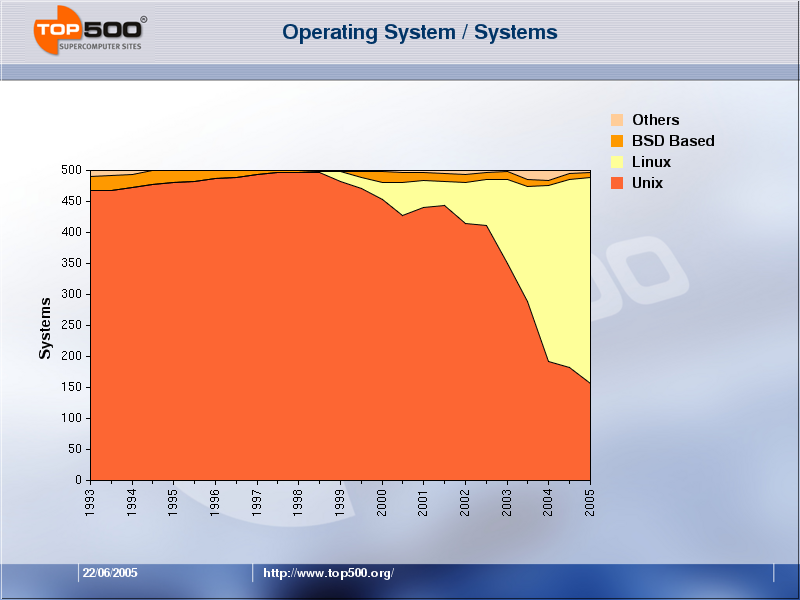 TOP500®
SUPERCOMPUTER SITES
Operating System / Systems
Others
BSD Based
Linux
Unix
500
450
400
350
300
250
200
150
100
50
0
Systems
1993
1994
1995
1996
1997
1998
1999
2000
2001
2002
2003
2004
2005
22/06/2005
http://www.top500.org/